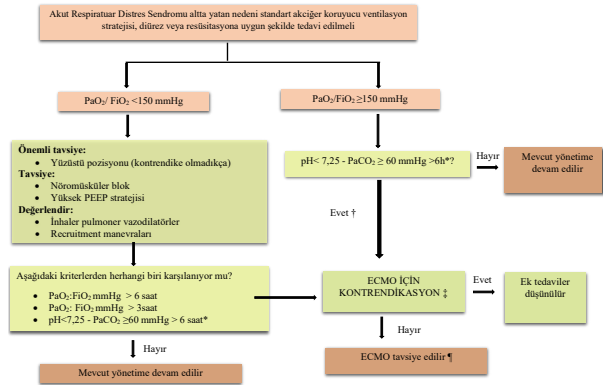 Akut Respiratuar Distres Sendromu altta yatan nedeni standart akciğer koruyucu ventilasyon
stratejisi, diürez veya resüsitasyona uygun şekilde tedavi edilmeli
PaO2/ FiO2 <150 mmHg
PaO2/FiO2 ≥150 mmHg
Önemli tavsiye:
• Yüzüstü pozisyonu (kontrendike olmadıkça)
Tavsiye:
• Nöromüsküler blok
• Yüksek PEEP stratejisi
Değerlendir:
• İnhaler pulmoner vazodilatörler
• Recruitment manevraları
pH< 7,25 - PaCO2 ≥ 60 mmHg >6h*?
Hayır
Mevcut yönetime
devam edilir
Evet †
Aşağıdaki kriterlerden herhangi biri karşılanıyor mu?
• PaO2:FiO2 mmHg > 6 saat
• PaO2: FiO2 mmHg > 3saat
• pH<7,25 - PaCO2 ≥60 mmHg > 6 saat*
ECMO İÇİN
KONTRENDİKASYON ‡
Evet
Ek tedaviler
düşünülür
Hayır
Hayır
ECMO tavsiye edilir ¶
Mevcut yönetime devam edilir